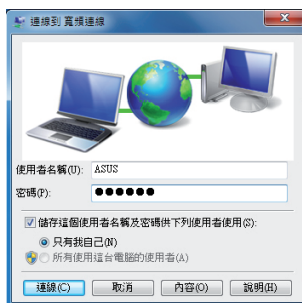 連線到 寬頻連線
使用者名稱(U): ASUS
密碼(P): ●●●●●●
儲存這個使用者名稱及密碼供下列使用者使用(S):
只有我自己(N)
所有使用這台電腦的使用者(A)
連線(C) 取消 內容(O) 說明(H)